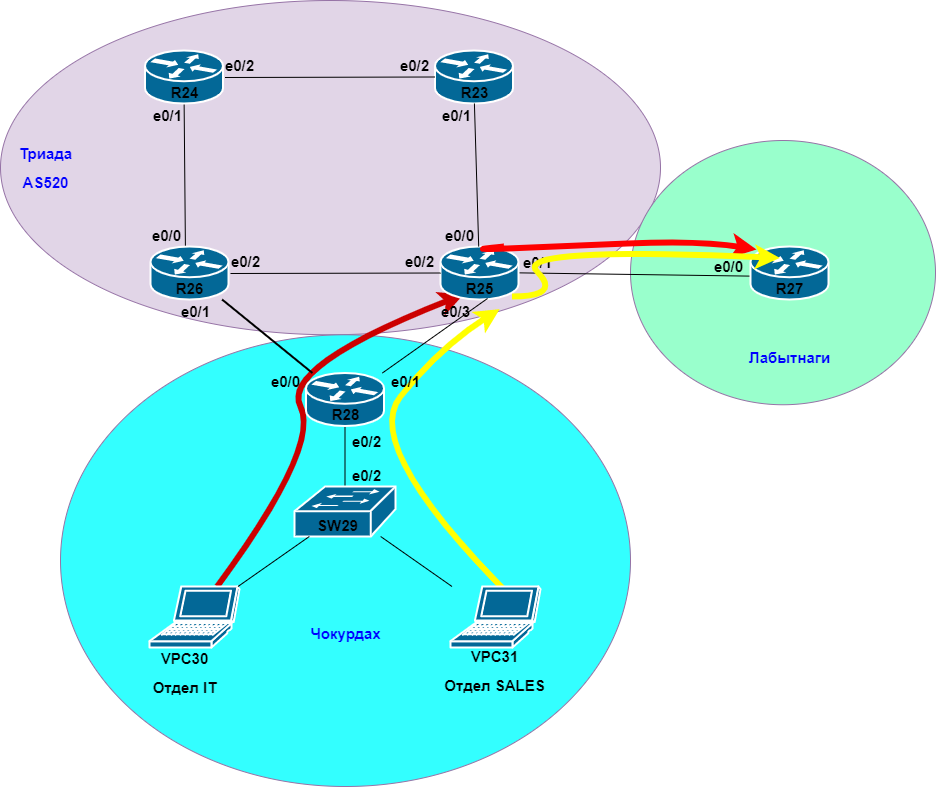 e0/2
e0/2
R24
R23
e0/1
e0/1
Триада
AS520
e0/0
e0/0
e0/2
e0/2
e0/1
e0/0
R26
R25
R27
e0/1
e0/3
Лабытнаги
e0/0
e0/1
R28
e0/2
e0/2
SW29
Чокурдах
VPC30
VPC31
Отдел IT
Отдел SALES